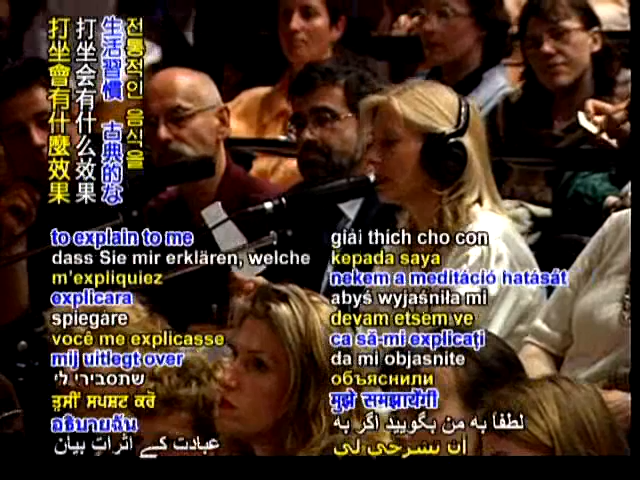 전통적인 음식을
生活習慣 古典的な
打坐会有什么效果
打坐會有什麼效果
to explain to me
dass Sie mir erklären, welche
m'expliquiez
explicara
spiegare
você me explicasse
mij uitlegt over
שתסבירי לי
ਤੁਸੀਂ ਸਪਸ਼ਟ ਕਰੋ
อธิบายฉัน
عبادت کے اثرات بیان
giải thích cho con
kepada saya
nekem a meditáció hatását
abyś wyjaśniła mi
devam etsem ve
ca să-mi explicaţi
da mi objasnite
объяснили
मुझे समझायेंगी
لطفاً به من بگویید اگر به
أن تشرحي لي